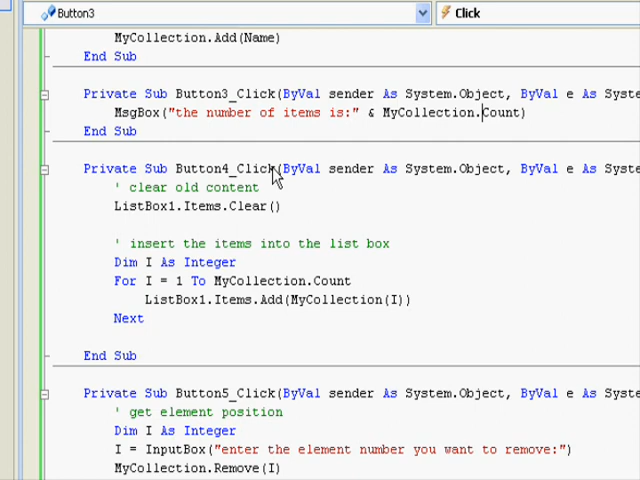 Button3 Click
MyCollection.Add(Name)
End Sub
Private Sub Button3_Click(ByVal sender As System.Object, ByVal e As Syste
MsgBox("the number of items is:" & MyCollection.Count)
End Sub
Private Sub Button4_Click(ByVal sender As System.Object, ByVal e As Syste
' clear old content
ListBox1.Items.Clear()
' insert the items into the list box
Dim I As Integer
For I = 1 To MyCollection.Count
ListBox1.Items.Add(MyCollection(I))
Next
End Sub
Private Sub Button5_Click(ByVal sender As System.Object, ByVal e As Syste
' get element position
Dim I As Integer
I = InputBox("enter the element number you want to remove:")
MyCollection.Remove(I)